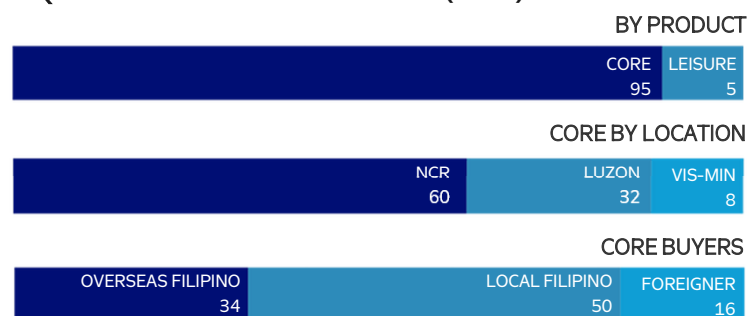 BY PRODUCT
CORE LEISURE
95 5
CORE BY LOCATION
NCR LUZON VIS-MIN
60 32 8
CORE BUYERS
OVERSEAS FILIPINO LOCAL FILIPINO FOREIGNER
34 50 16